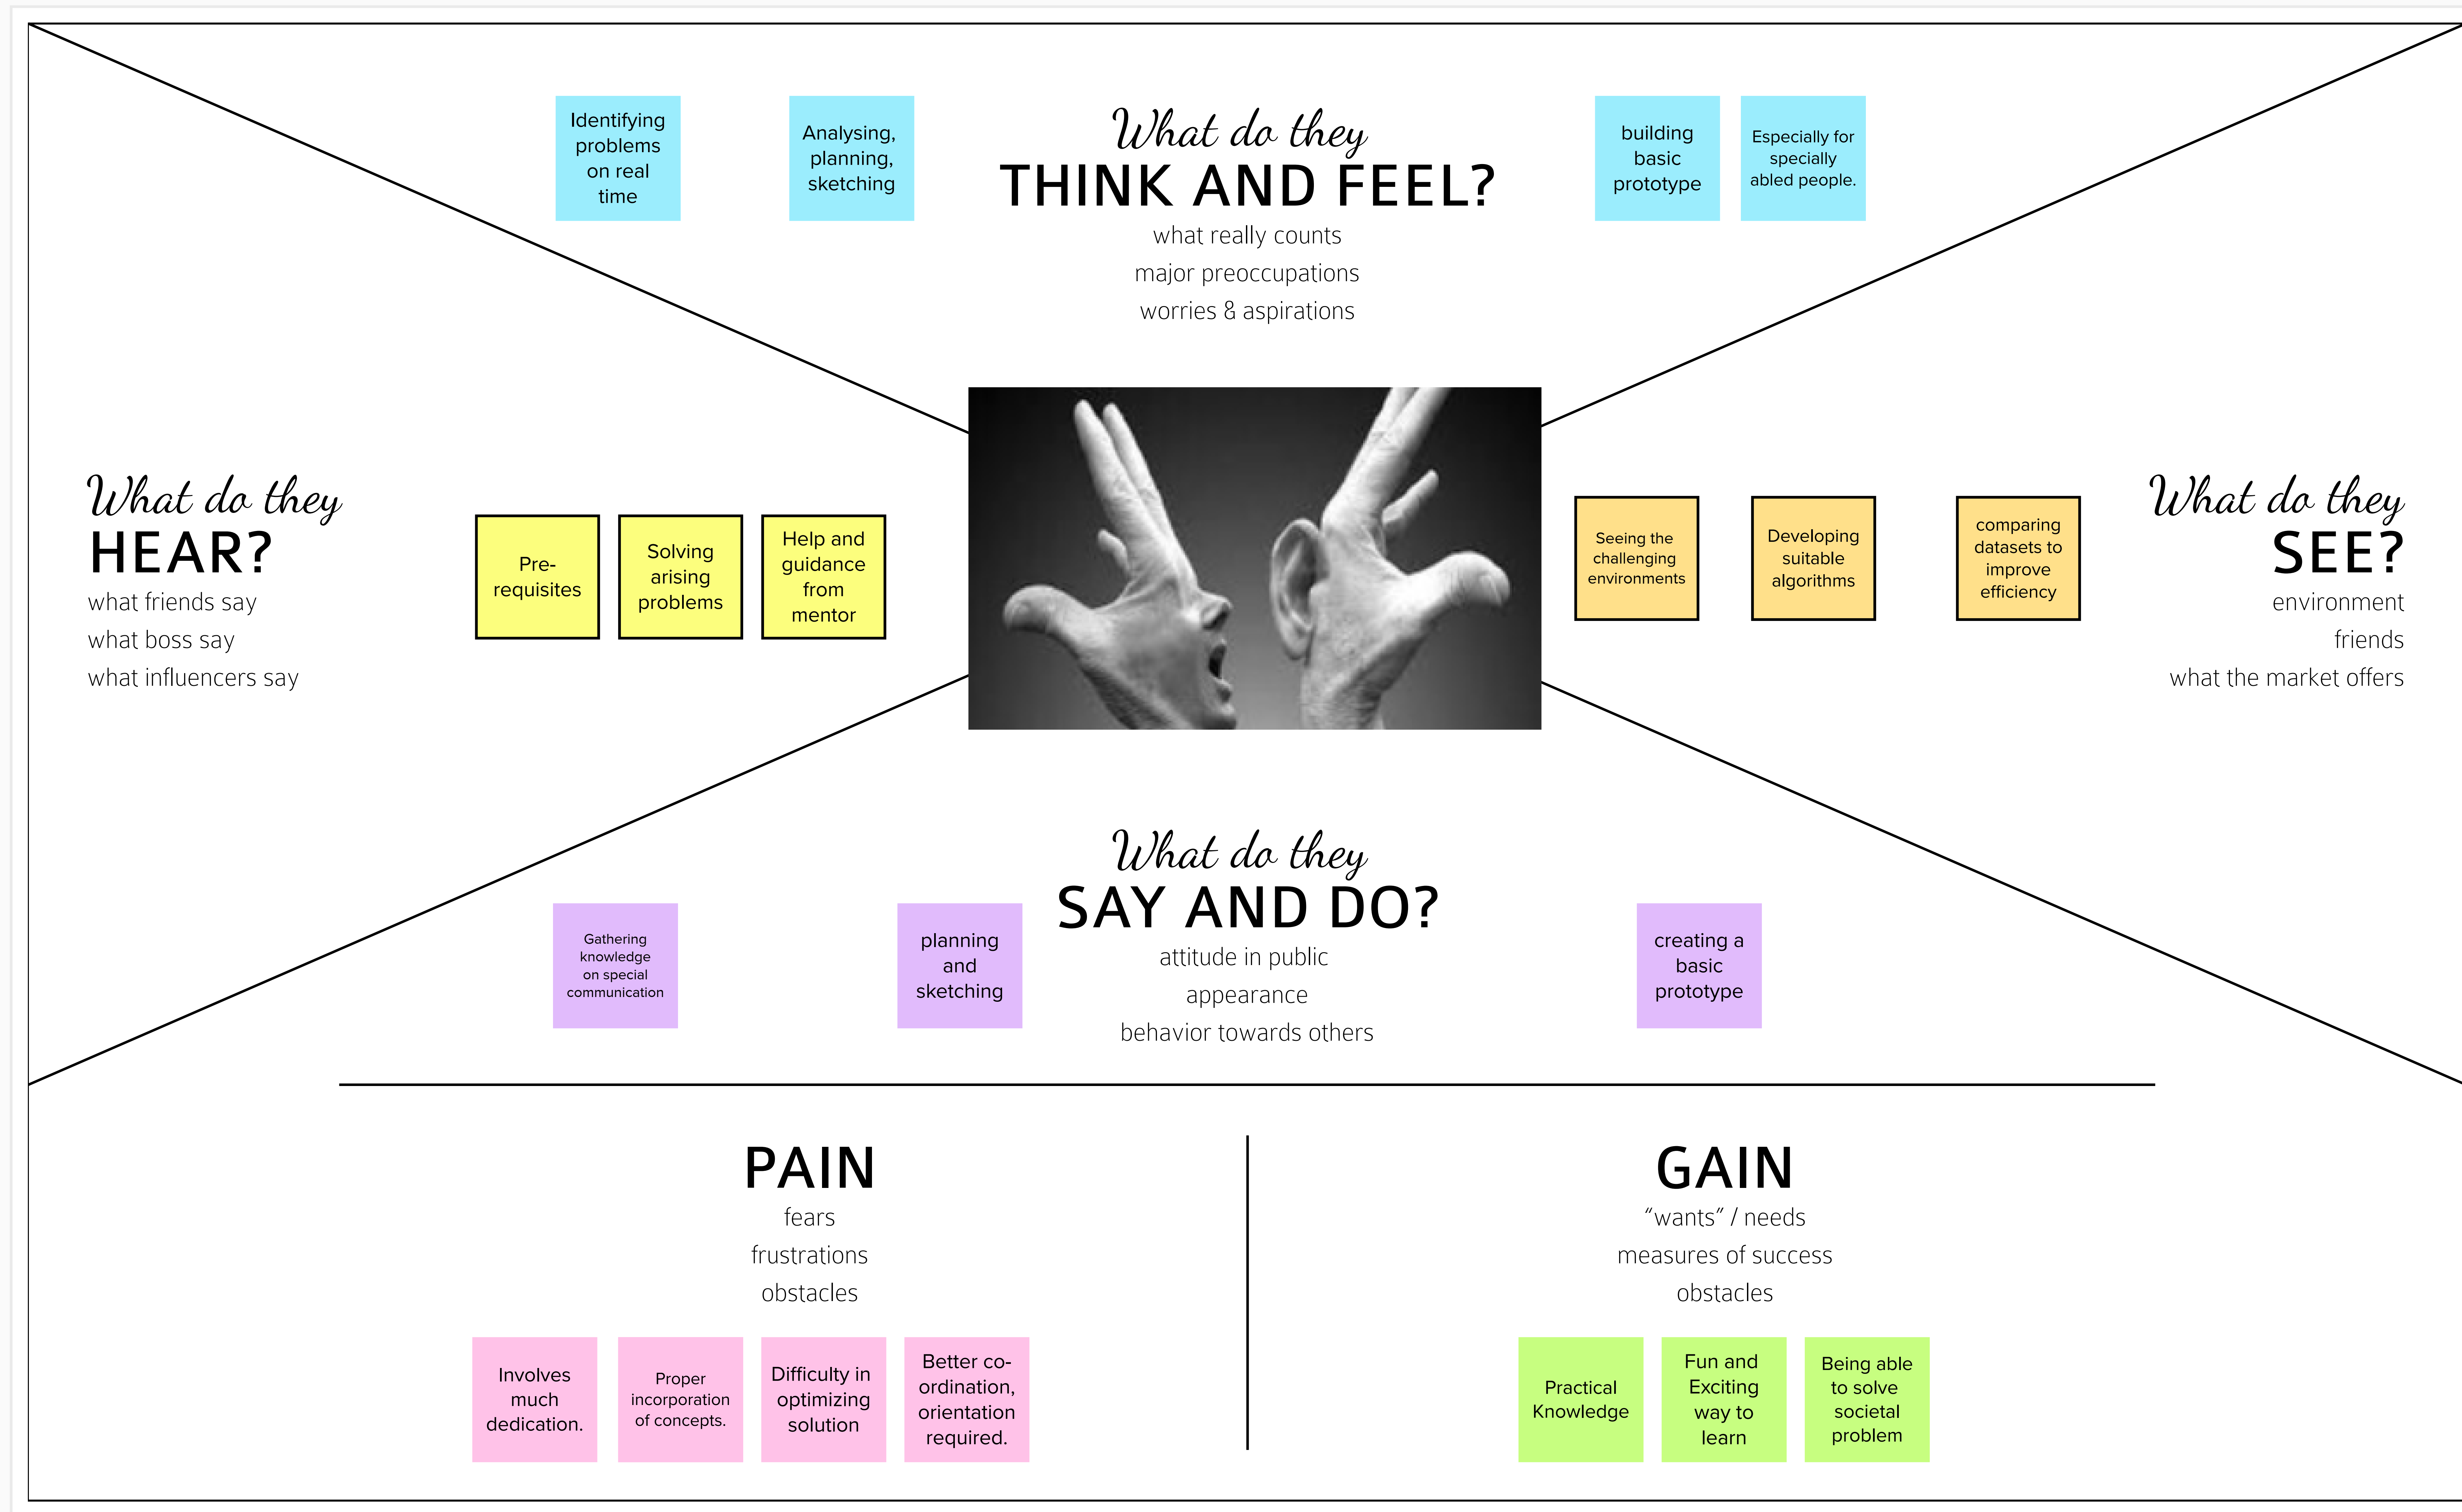 Identifying
problems
on real
time
Analysing,
planning,
sketching
What do they
THINK AND FEEL?
what really counts
major preoccupations
worries & aspirations
building
basic
prototype
Especially for
specially
abled people.
What do they
HEAR?
what friends say
what boss say
what influencers say
Pre-
requisites
Solving
arising
problems
Help and
guidance
from
mentor
Seeing the
challenging
environments
Developing
suitable
algorithms
comparing
datasets to
improve
efficiency
What do they
SEE?
environment
friends
what the market offers
What do they
SAY AND DO?
attitude in public
appearance
behavior towards others
Gathering
knowledge
on special
communication
planning
and
sketching
creating a
basic
prototype
PAIN
fears
frustrations
obstacles
Involves
much
dedication.
Proper
incorporation
of concepts.
Difficulty in
optimizing
solution
Better co-
ordination,
orientation
required.
GAIN
“wants” / needs
measures of success
obstacles
Practical
Knowledge
Fun and
Exciting
way to
learn
Being able
to solve
societal
problem